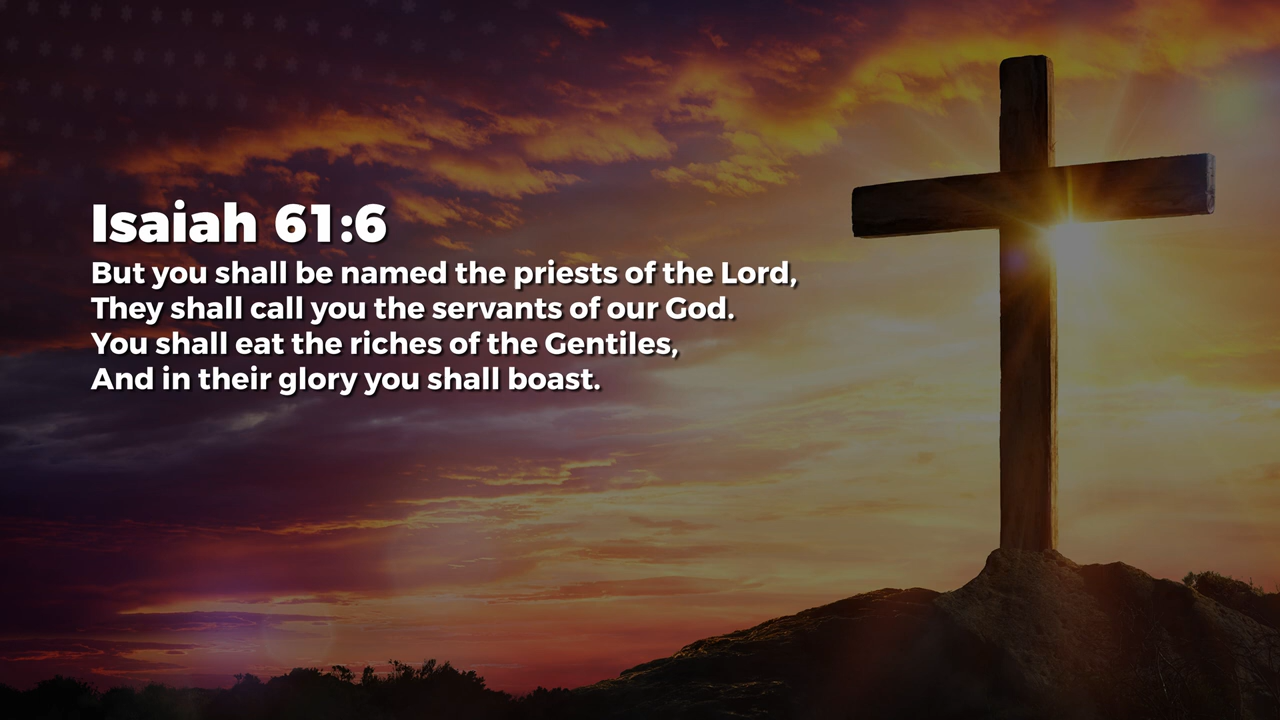 Isaiah 61:6
But you shall be named the priests of the Lord,
They shall call you the servants of our God.
You shall eat the riches of the Gentiles,
And in their glory you shall boast.